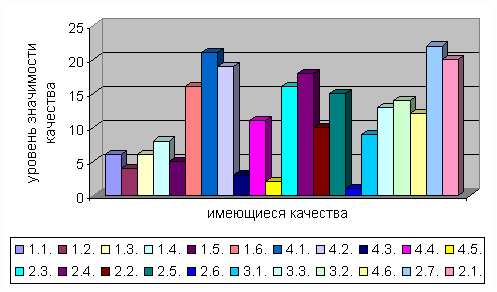 уровень значимости
качества
25
20
15
10
5
0
имеющиеся качества
1.1. 1.2. 1.3. 1.4. 1.5. 1.6. 4.1. 4.2. 4.3. 4.4. 4.5.
2.3. 2.4. 2.2. 2.5. 2.6. 3.1. 3.3. 3.2. 4.6. 2.7. 2.1.